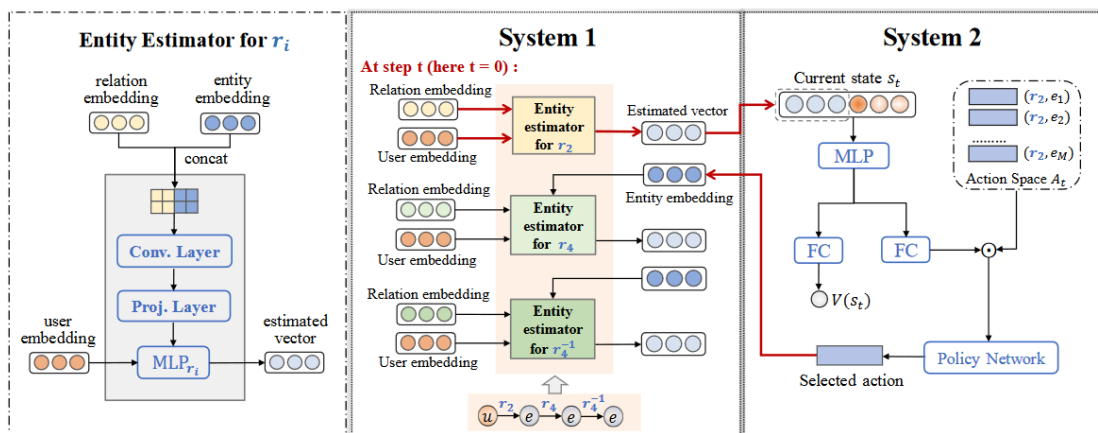 Entity Estimator for r_i
relation
embedding
entity
embedding
concat
Conv. Layer
Proj. Layer
user
embedding
MLP_{r_i}
estimated
vector
System 1
At step t (here t = 0) :
Relation embedding
User embedding
Entity
estimator
for r_2
Estimated vector
Entity embedding
Relation embedding
User embedding
Entity
estimator
for r_4
Relation embedding
User embedding
Entity
estimator
for r_4^{-1}
u r_2 e r_4 e r_4^{-1} e
System 2
Current state s_t
MLP
FC
FC
V(s_t)
(r_2, e_1)
(r_2, e_2)
.........
(r_2, e_M)
Action Space A_t
Policy Network
Selected action